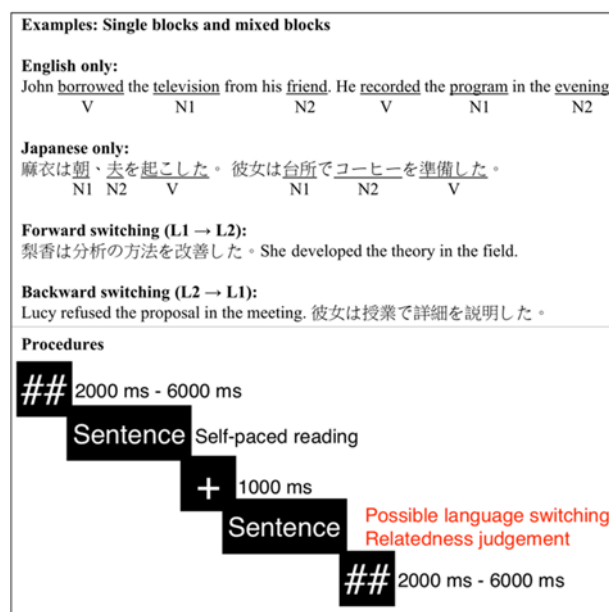 Examples: Single blocks and mixed blocks
English only:
John borrowed the television from his friend. He recorded the program in the evening
V N1 N2 V N1 N2
Japanese only:
麻衣は朝、夫を起こした。 彼女は台所でコーヒーを準備した。
N1 N2 V N1 N2 V
Forward switching (L1 → L2):
梨香は分析の方法を改善した。She developed the theory in the field.
Backward switching (L2 → L1):
Lucy refused the proposal in the meeting. 彼女は授業で詳細を説明した。
Procedures
## 2000 ms - 6000 ms
Sentence Self-paced reading
+ 1000 ms
Sentence Possible language switching
Relatedness judgement
## 2000 ms - 6000 ms